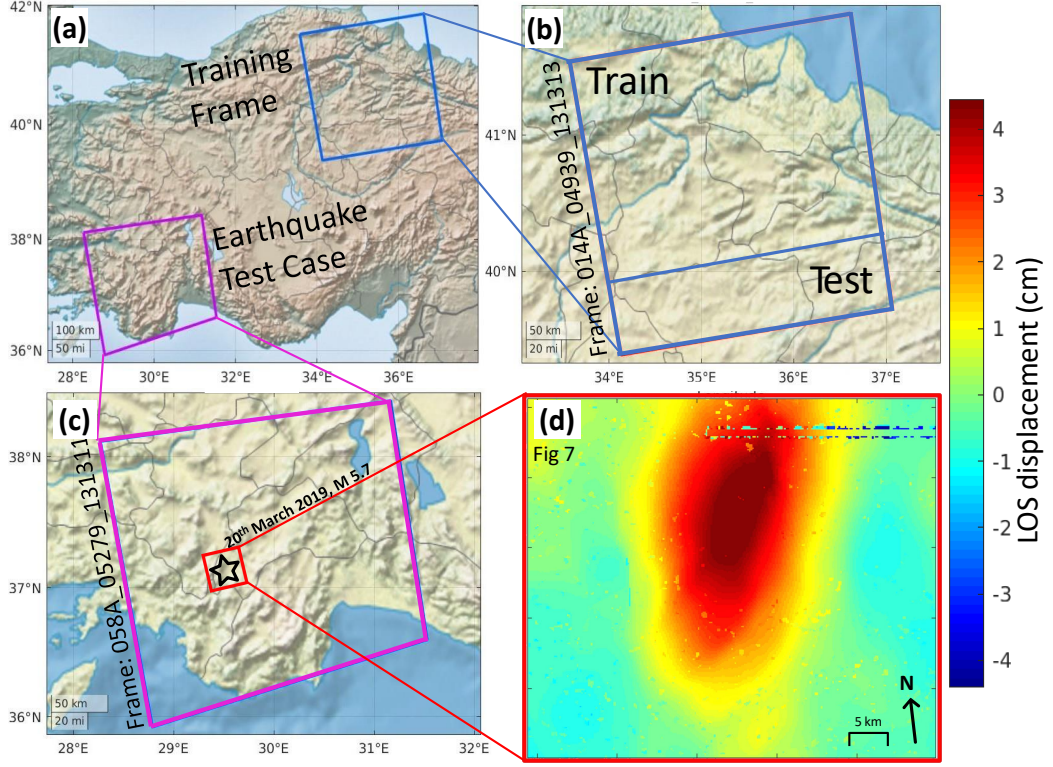 (a)
42°N
40°N
38°N
36°N
Training
Frame
Earthquake
Test Case
100 km
50 mi
28°E
30°E
32°E
34°E
36°E
(b)
Train
Test
Frame: 014A_04939_131313
41°N
40°N
50 km
20 mi
34°E
35°E
36°E
37°E
(c)
Frame: 058A_05279_131311
20th March 2019, M 5.7
38°N
37°N
36°N
50 km
20 mi
28°E
29°E
30°E
31°E
32°E
(d)
Fig 7
N
5 km
4
3
2
1
0
-1
-2
-3
-4
LOS displacement (cm)